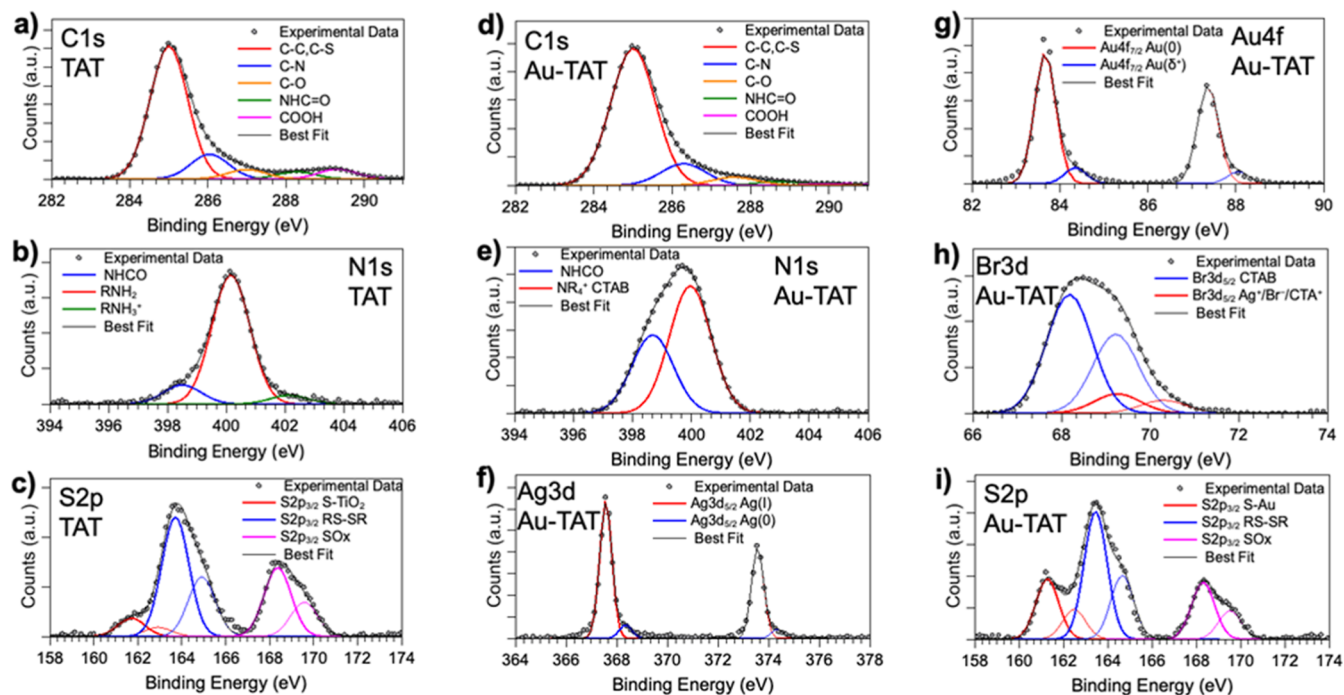 a)
C1s
TAT
Experimental Data
C-C,C-S
C-N
C-O
NHC=O
COOH
Best Fit
Counts (a.u.)
282 284 286 288 290
Binding Energy (eV)
d)
C1s
Au-TAT
Experimental Data
C-C,C-S
C-N
C-O
NHC=O
COOH
Best Fit
Counts (a.u.)
282 284 286 288 290
Binding Energy (eV)
g)
Au4f
Au-TAT
Experimental Data
Au4f₇/₂ Au(0)
Au4f₇/₂ Au(δ⁺)
Best Fit
Counts (a.u.)
82 84 86 88 90
Binding Energy (eV)
b)
N1s
TAT
Experimental Data
NHCO
RNH₂
RNH₃⁺
Best Fit
Counts (a.u.)
394 396 398 400 402 404 406
Binding Energy (eV)
e)
N1s
Au-TAT
Experimental Data
NHCO
NR₄⁺ CTAB
Best Fit
Counts (a.u.)
394 396 398 400 402 404 406
Binding Energy (eV)
h)
Br3d
Au-TAT
Experimental Data
Br3d₅/₂ CTAB
Br3d₅/₂ Ag⁺/Br⁻/CTA⁺
Best Fit
Counts (a.u.)
66 68 70 72 74
Binding Energy (eV)
c)
S2p
TAT
Experimental Data
S2p₃/₂ S-TiO₂
S2p₃/₂ RS-SR
S2p₃/₂ SOx
Best Fit
Counts (a.u.)
158 160 162 164 166 168 170 172 174
Binding Energy (eV)
f)
Ag3d
Au-TAT
Experimental Data
Ag3d₅/₂ Ag(I)
Ag3d₅/₂ Ag(0)
Best Fit
Counts (a.u.)
364 366 368 370 372 374 376 378
Binding Energy (eV)
i)
S2p
Au-TAT
Experimental Data
S2p₃/₂ S-Au
S2p₃/₂ RS-SR
S2p₃/₂ SOx
Best Fit
Counts (a.u.)
158 160 162 164 166 168 170 172 174
Binding Energy (eV)